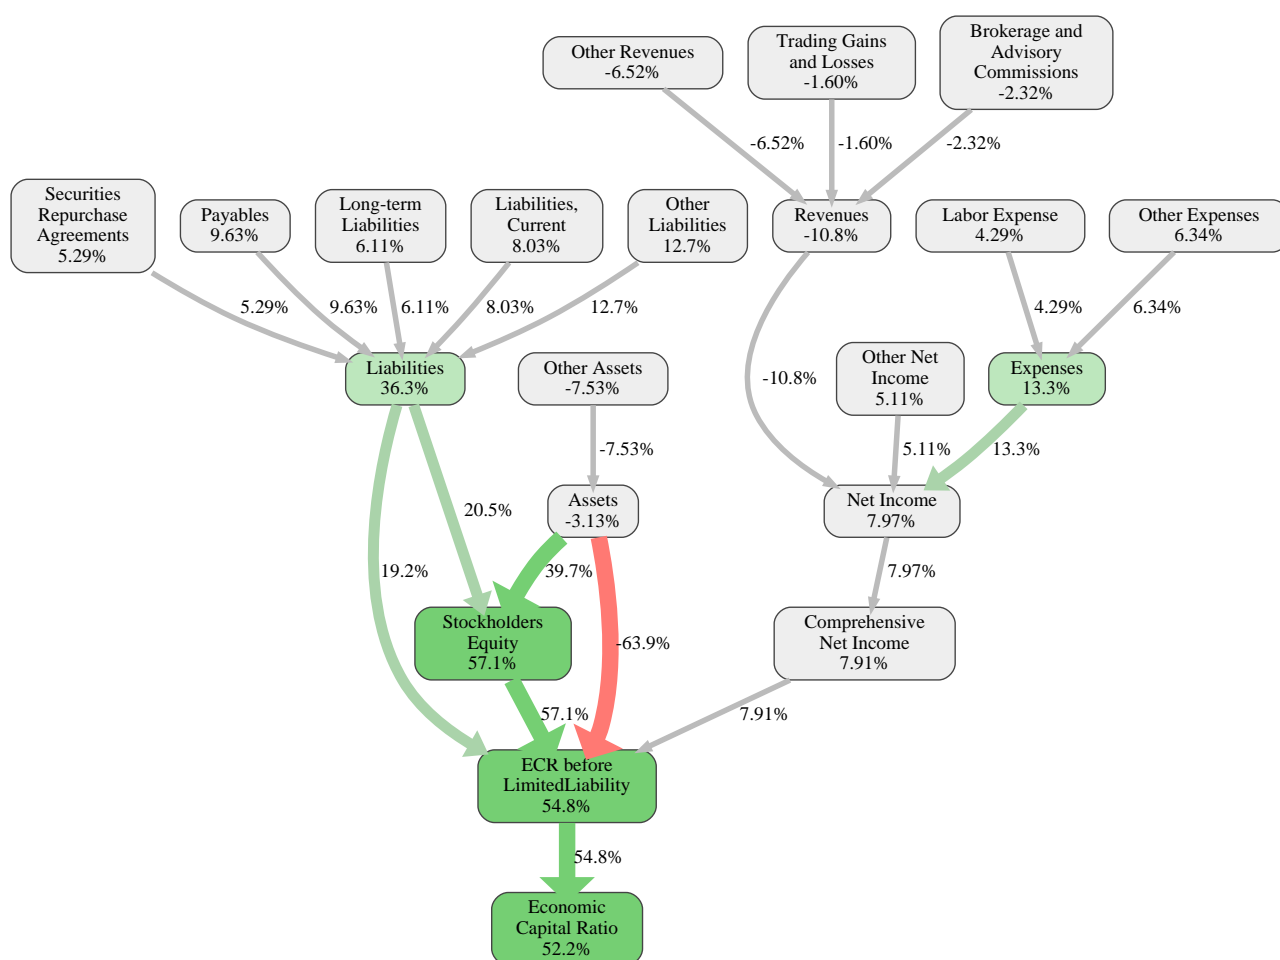 Other Revenues
-6.52%
Trading Gains
and Losses
-1.60%
Brokerage and
Advisory
Commissions
-2.32%
-6.52%
-1.60%
-2.32%
Securities
Repurchase
Agreements
5.29%
Payables
9.63%
Long-term
Liabilities
6.11%
Liabilities,
Current
8.03%
Other
Liabilities
12.7%
Revenues
-10.8%
Labor Expense
4.29%
Other Expenses
6.34%
5.29%
9.63%
6.11%
8.03%
12.7%
4.29%
6.34%
Liabilities
36.3%
Other Assets
-7.53%
-10.8%
Other Net
Income
5.11%
Expenses
13.3%
-7.53%
5.11%
13.3%
20.5%
Assets
-3.13%
Net Income
7.97%
19.2%
39.7%
7.97%
Stockholders
Equity
57.1%
-63.9%
Comprehensive
Net Income
7.91%
57.1%
7.91%
ECR before
LimitedLiability
54.8%
54.8%
Economic
Capital Ratio
52.2%